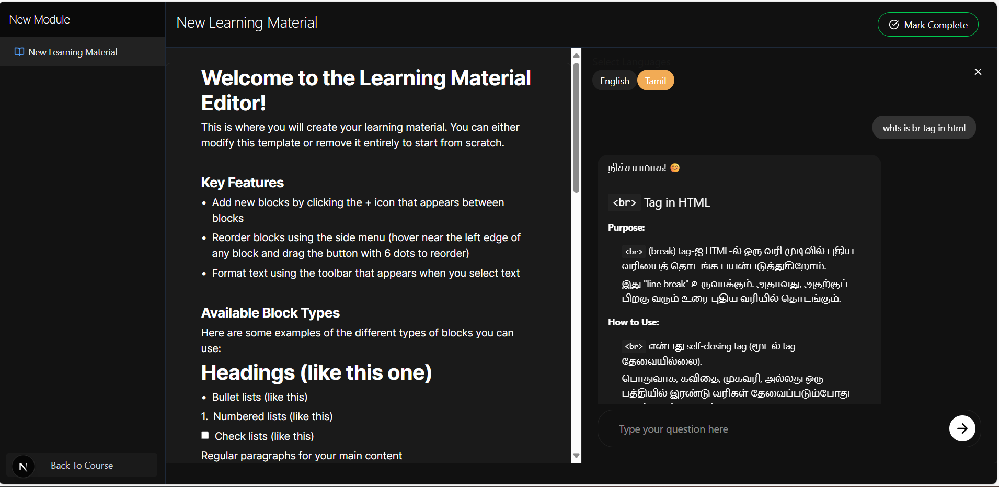 New Module
New Learning Material
Back To Course
New Learning Material
Mark Complete
Welcome to the Learning Material
Editor!
This is where you will create your learning material. You can either
modify this template or remove it entirely to start from scratch.
Key Features
• Add new blocks by clicking the + icon that appears between
blocks
• Reorder blocks using the side menu (hover near the left edge of
any block and drag the button with 6 dots to reorder)
• Format text using the toolbar that appears when you select text
Available Block Types
Here are some examples of the different types of blocks you can
use:
Headings (like this one)
• Bullet lists (like this)
1. Numbered lists (like this)
Check lists (like this)
Regular paragraphs for your main content
Select Languages
English Tamil
whts is br tag in html
நிச்சயமாக! 😊
<br> Tag in HTML
Purpose:
<br> (break) tag-ஐ HTML-ல் ஒரு வரி முடிவில் புதிய
வரியைத் தொடங்க பயன்படுத்துகிறோம்.
இது "line break" உருவாக்கும். அதாவது, அதற்குப்
பிறகு வரும் உரை புதிய வரியில் தொடங்கும்.
How to Use:
<br> என்பது self-closing tag (மூடல் tag
தேவையில்லை).
பொதுவாக, கவிதை, முகவரி, அல்லது ஒரு
பத்தியில் இரண்டு வரிகள் தேவைப்படும்போது
Type your question here